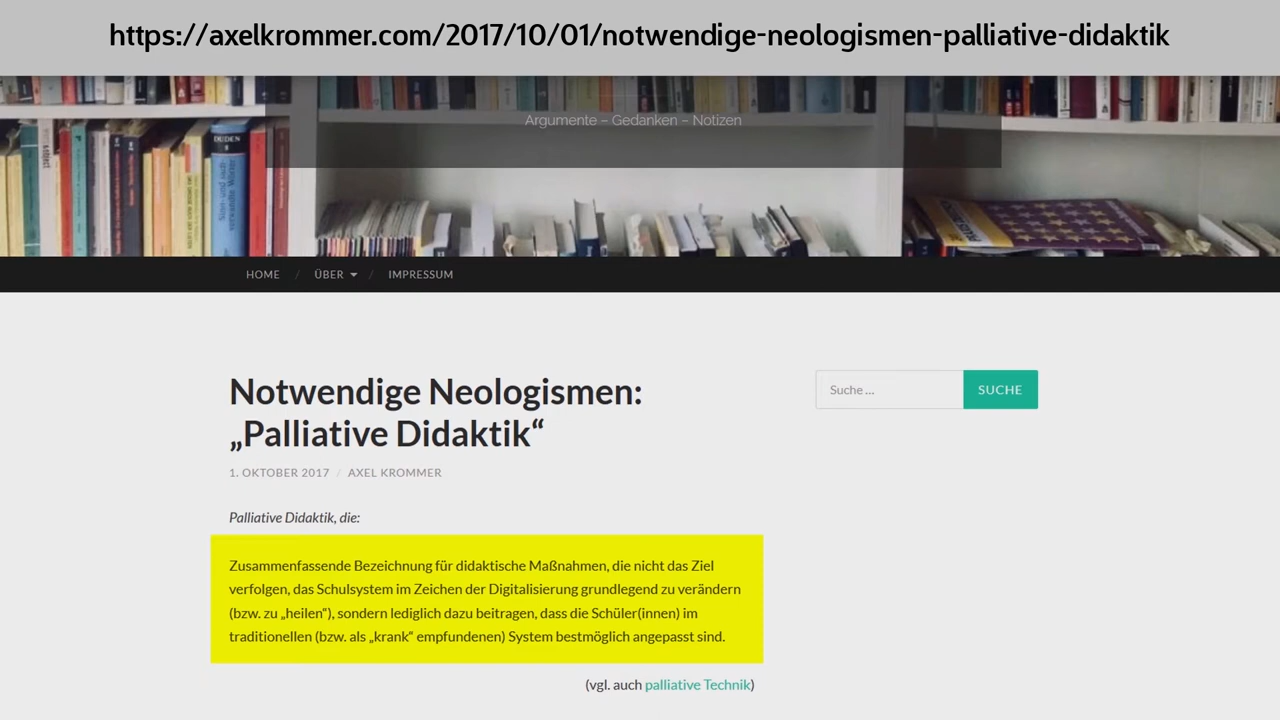 https://axelkrommer.com/2017/10/01/notwendige-neologismen-palliative-didaktik
Argumente – Gedanken – Notizen
DUDEN
8
HOME / ÜBER / IMPRESSUM
Notwendige Neologismen:
„Palliative Didaktik“
Suche …
SUCHE
1. OKTOBER 2017 / AXEL KROMMER
Palliative Didaktik, die:
Zusammenfassende Bezeichnung für didaktische Maßnahmen, die nicht das Ziel
verfolgen, das Schulsystem im Zeichen der Digitalisierung grundlegend zu verändern
(bzw. zu „heilen"), sondern lediglich dazu beitragen, dass die Schüler(innen) im
traditionellen (bzw. als „krank“ empfundenen) System bestmöglich angepasst sind.
(vgl. auch palliative Technik)